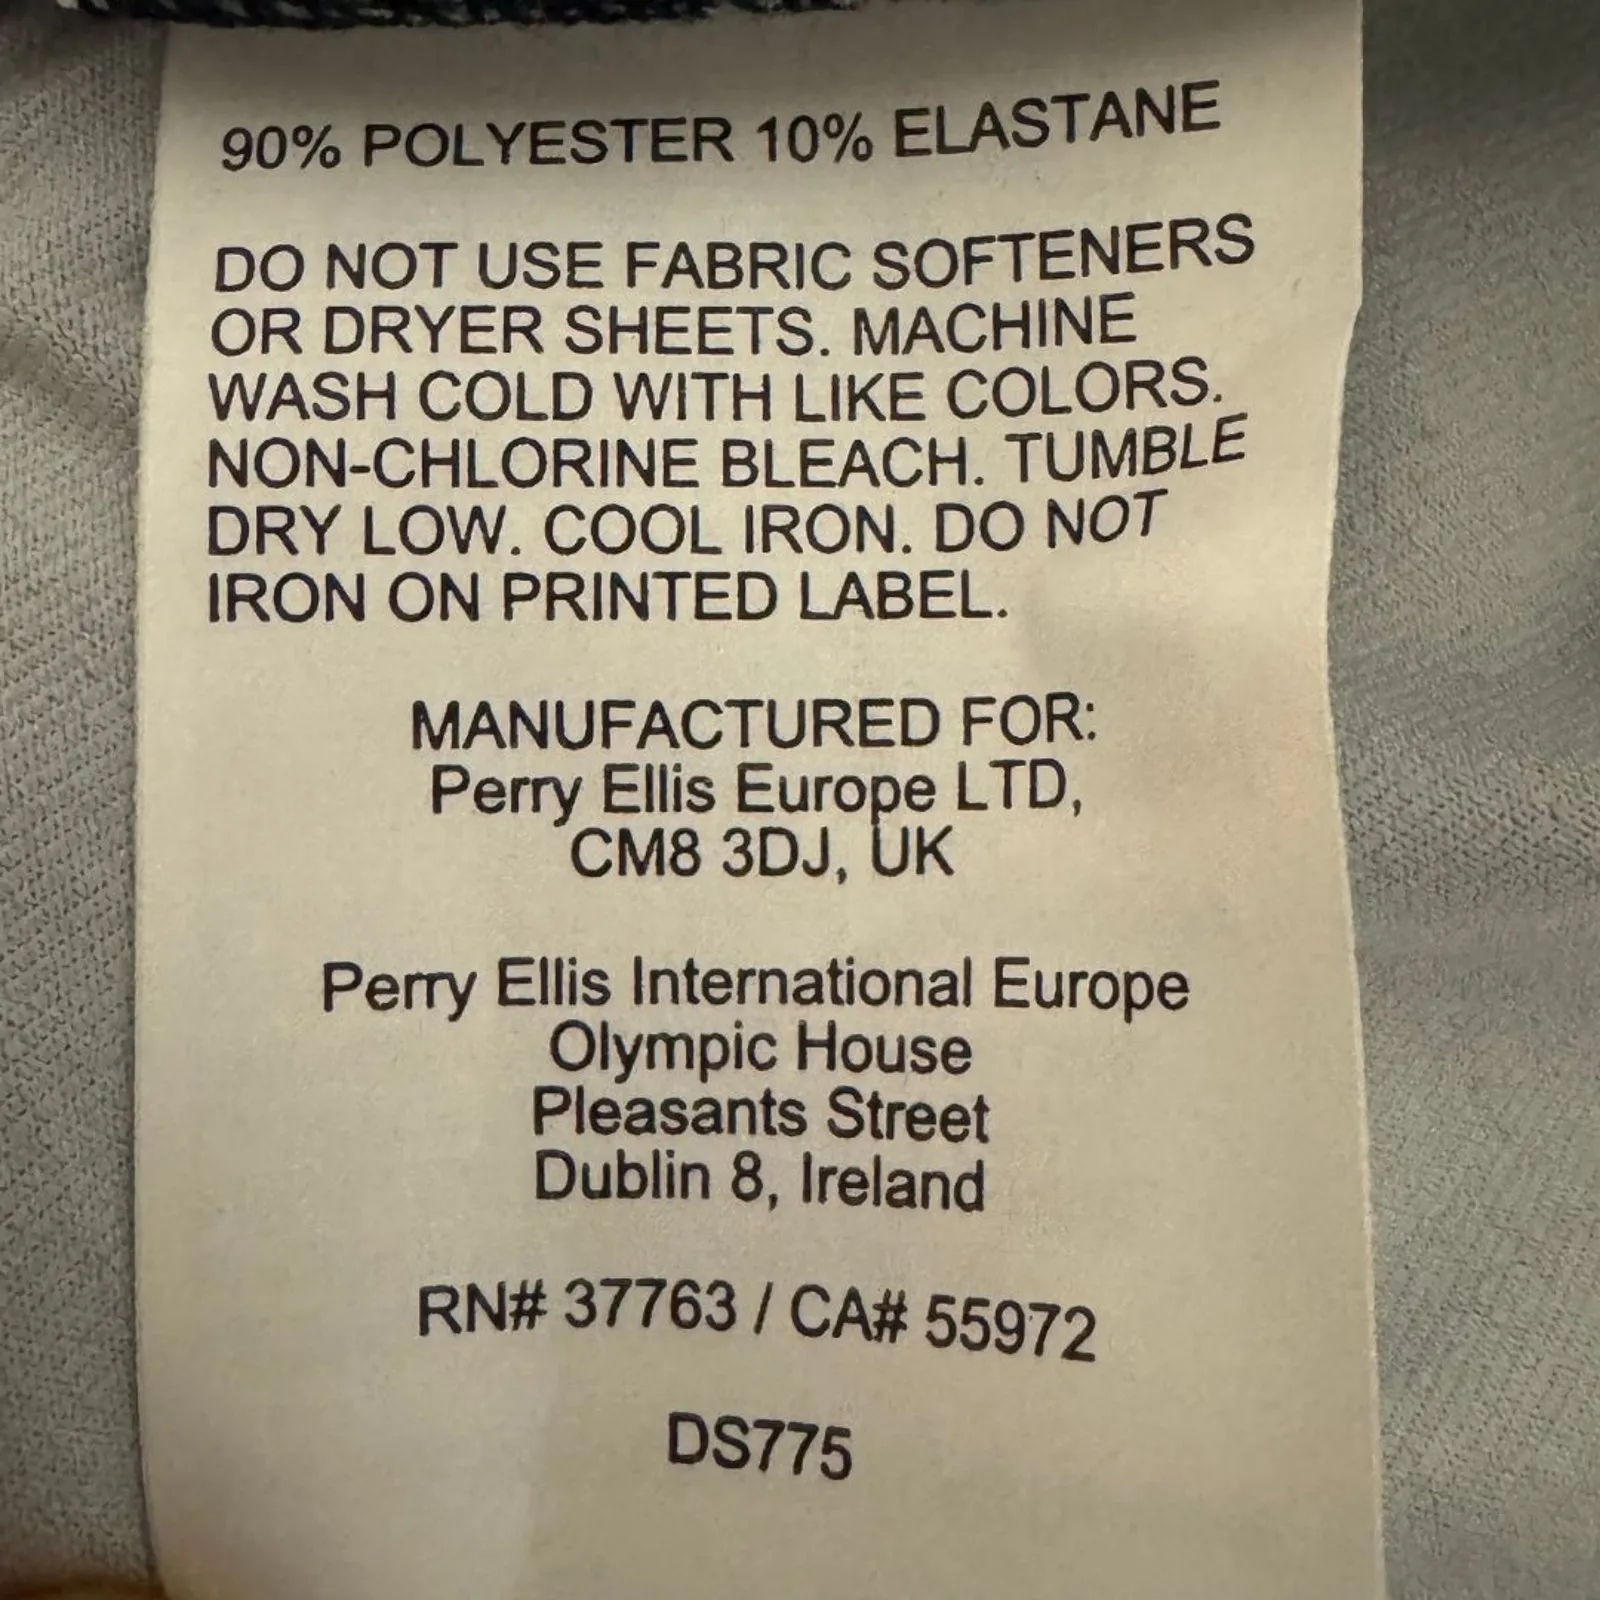 90% POLYESTER 10% ELASTANE
DO NOT USE FABRIC SOFTENERS
OR DRYER SHEETS. MACHINE
WASH COLD WITH LIKE COLORS.
NON-CHLORINE BLEACH. TUMBLE
DRY LOW. COOL IRON. DO NOT
IRON ON PRINTED LABEL.
MANUFACTURED FOR:
Perry Ellis Europe LTD,
CM8 3DJ, UK
Perry Ellis International Europe
Olympic House
Pleasants Street
Dublin 8, Ireland
RN# 37763 / CA# 55972
DS775